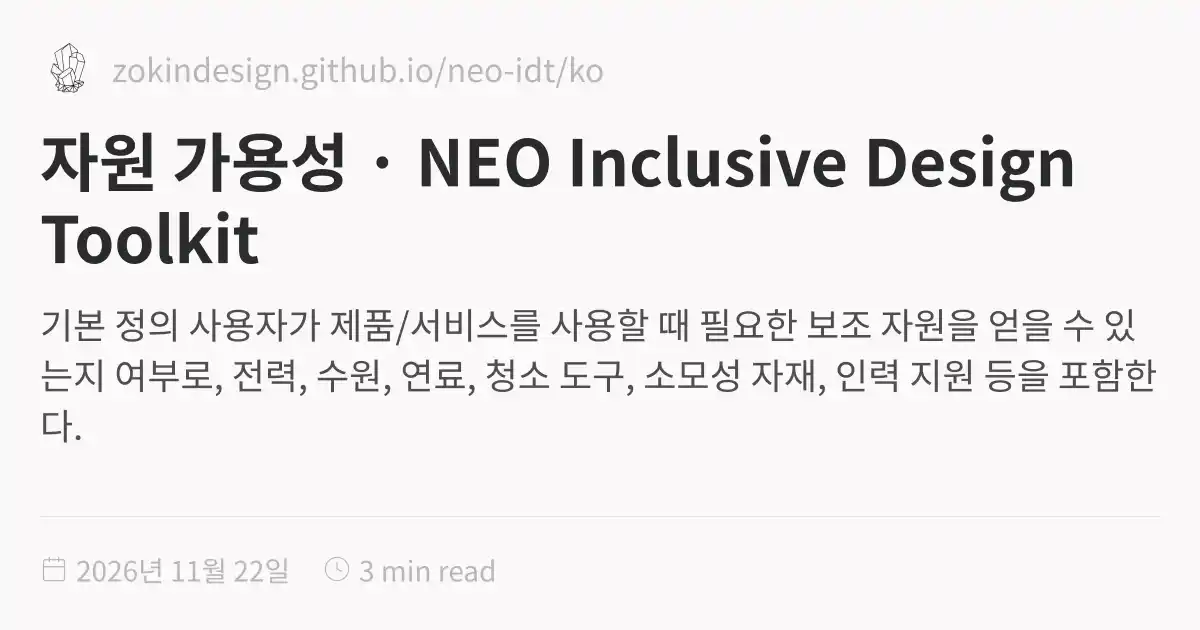 zokindesign.github.io/neo-idt/ko
자원 가용성 · NEO Inclusive Design
Toolkit
기본 정의 사용자가 제품/서비스를 사용할 때 필요한 보조 자원을 얻을 수 있
는지 여부로, 전력, 수원, 연료, 청소 도구, 소모성 자재, 인력 지원 등을 포함한
다.
2026년 11월 22일
3 min read